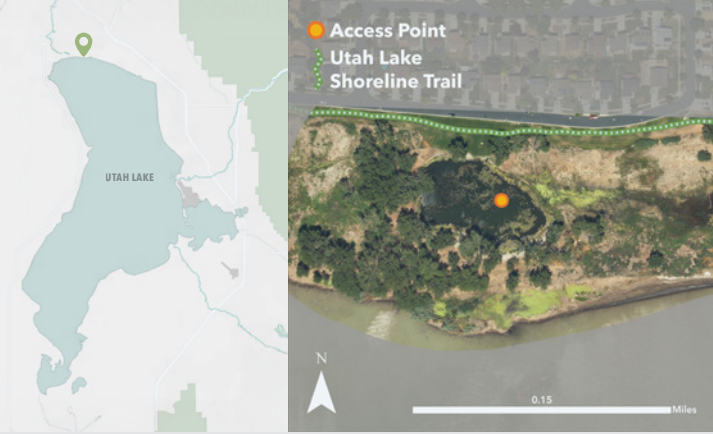 UTAH LAKE
Access Point
Utah Lake
Shoreline Trail
N
0.15
Miles